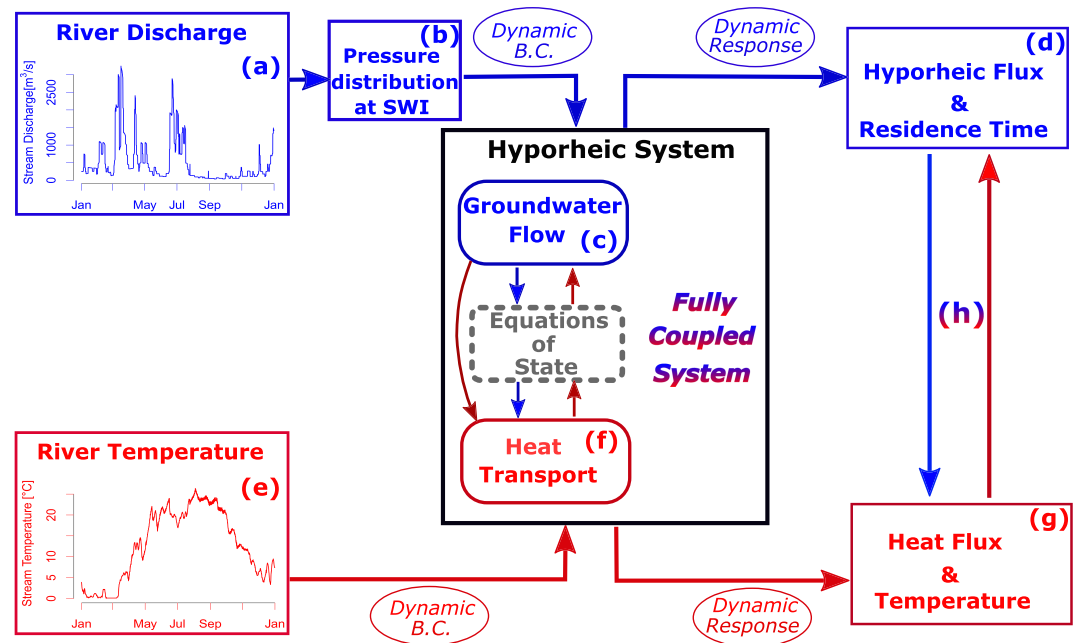 River Discharge
(a)
Stream Discharge[m³/s]
0
1000
2500
Jan
May
Jul
Sep
Jan
(b)
Pressure
distribution
at SWI
Dynamic
B.C.
Dynamic
Response
(d)
Hyporheic Flux
&
Residence Time
Hyporheic System
Groundwater
Flow
(c)
Equations
of
State
Fully
Coupled
System
(h)
Heat
(f)
Transport
River Temperature
(e)
Stream Temperature [°C]
0
5
10
20
Jan
May
Jul
Sep
Jan
Dynamic
B.C.
Dynamic
Response
(g)
Heat Flux
&
Temperature